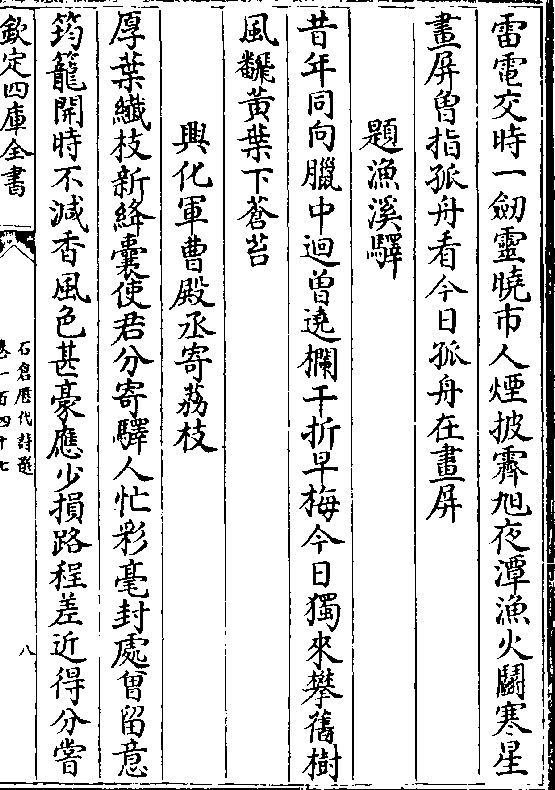 雷電交時一劒靈曉市人煙披霽旭夜潭漁火鬭寒星
畫屏曾指孤舟看今日孤舟在畫屏
題漁溪驛
昔年同向臘中迴曽遶欄干折早梅今日獨來攀舊樹
風飜黄葉下蒼苔
興化軍曹殿丞寄荔枝
厚葉纎枝新絳囊使君分寄驛人忙彩毫封處曾留意
筠籠開時不減香風色甚豪應少損路程差近得分嘗
欽定四庫全書
石倉歴代詩選
卷一百四十七
八